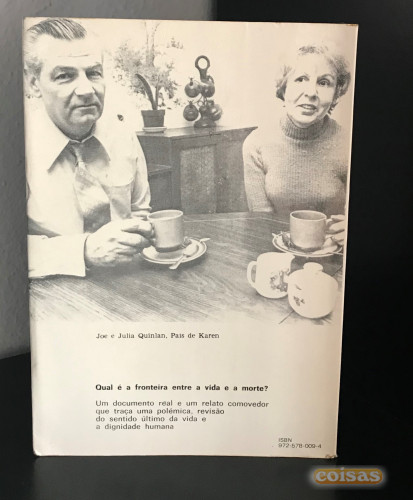 Joe e Julia Quinlan, Pais de Karen
Qual é a fronteira entre a vida e a morte?
Um documento real e um relato comovedor
que traça uma polémica, revisão
do sentido último da vida e
a dignidade humana
ISBN
972-578-009-4
coisas